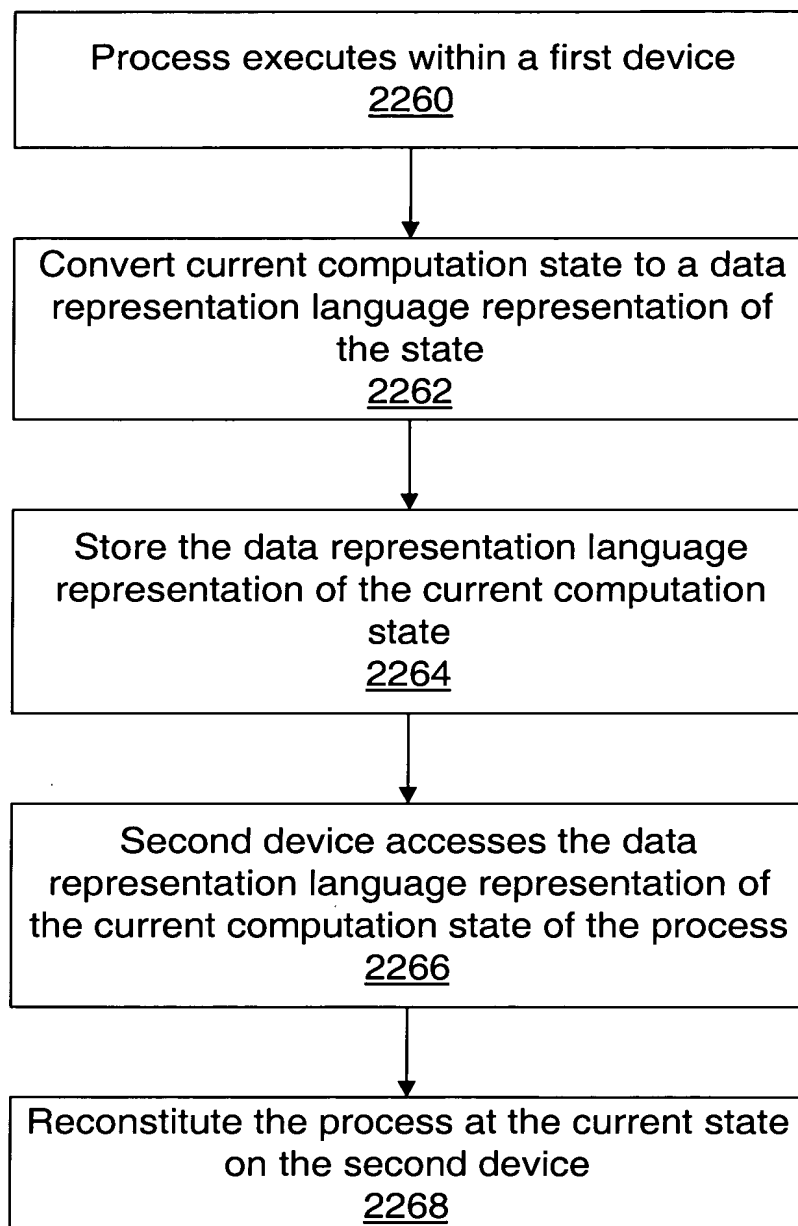 Process executes within a first device
2260
Convert current computation state to a data
representation language representation of
the state
2262
Store the data representation language
representation of the current computation
state
2264
Second device accesses the data
representation language representation of
the current computation state of the process
2266
Reconstitute the process at the current state
on the second device
2268